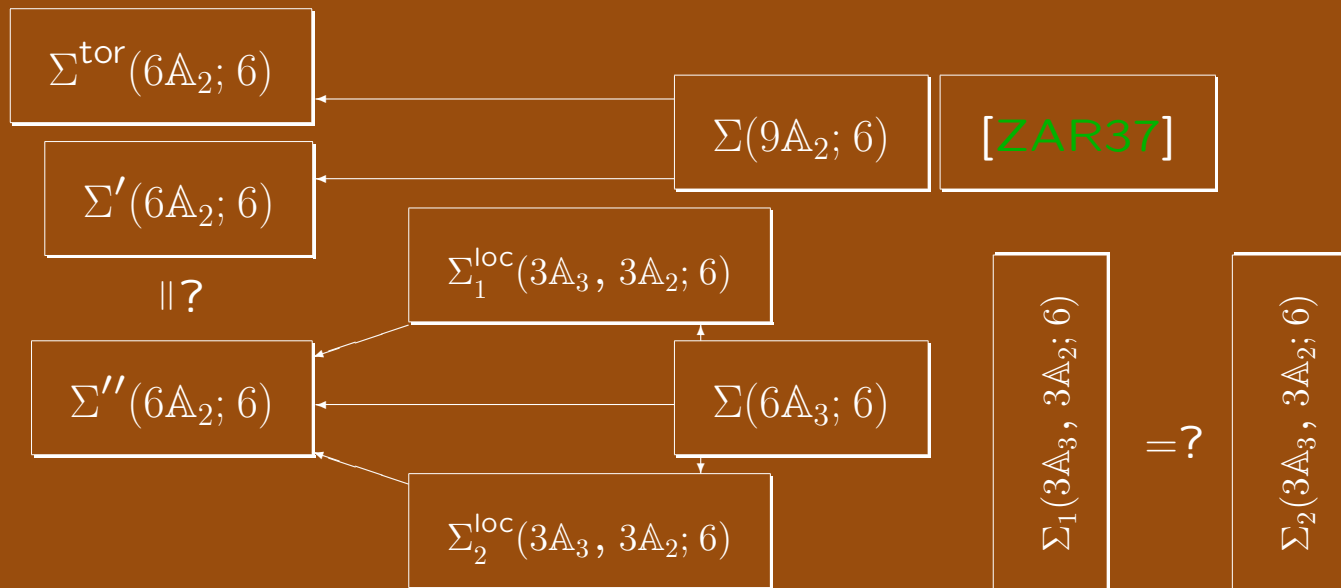 Σ^tor(6𝔸₂; 6)
Σ(9𝔸₂; 6)
[ZAR37]
Σ′(6𝔸₂; 6)
Σ₁^loc(3𝔸₃, 3𝔸₂; 6)
||?
Σ″(6𝔸₂; 6)
Σ(6𝔸₃; 6)
Σ₂^loc(3𝔸₃, 3𝔸₂; 6)
Σ₁(3𝔸₃, 3𝔸₂; 6)
=?
Σ₂(3𝔸₃, 3𝔸₂; 6)